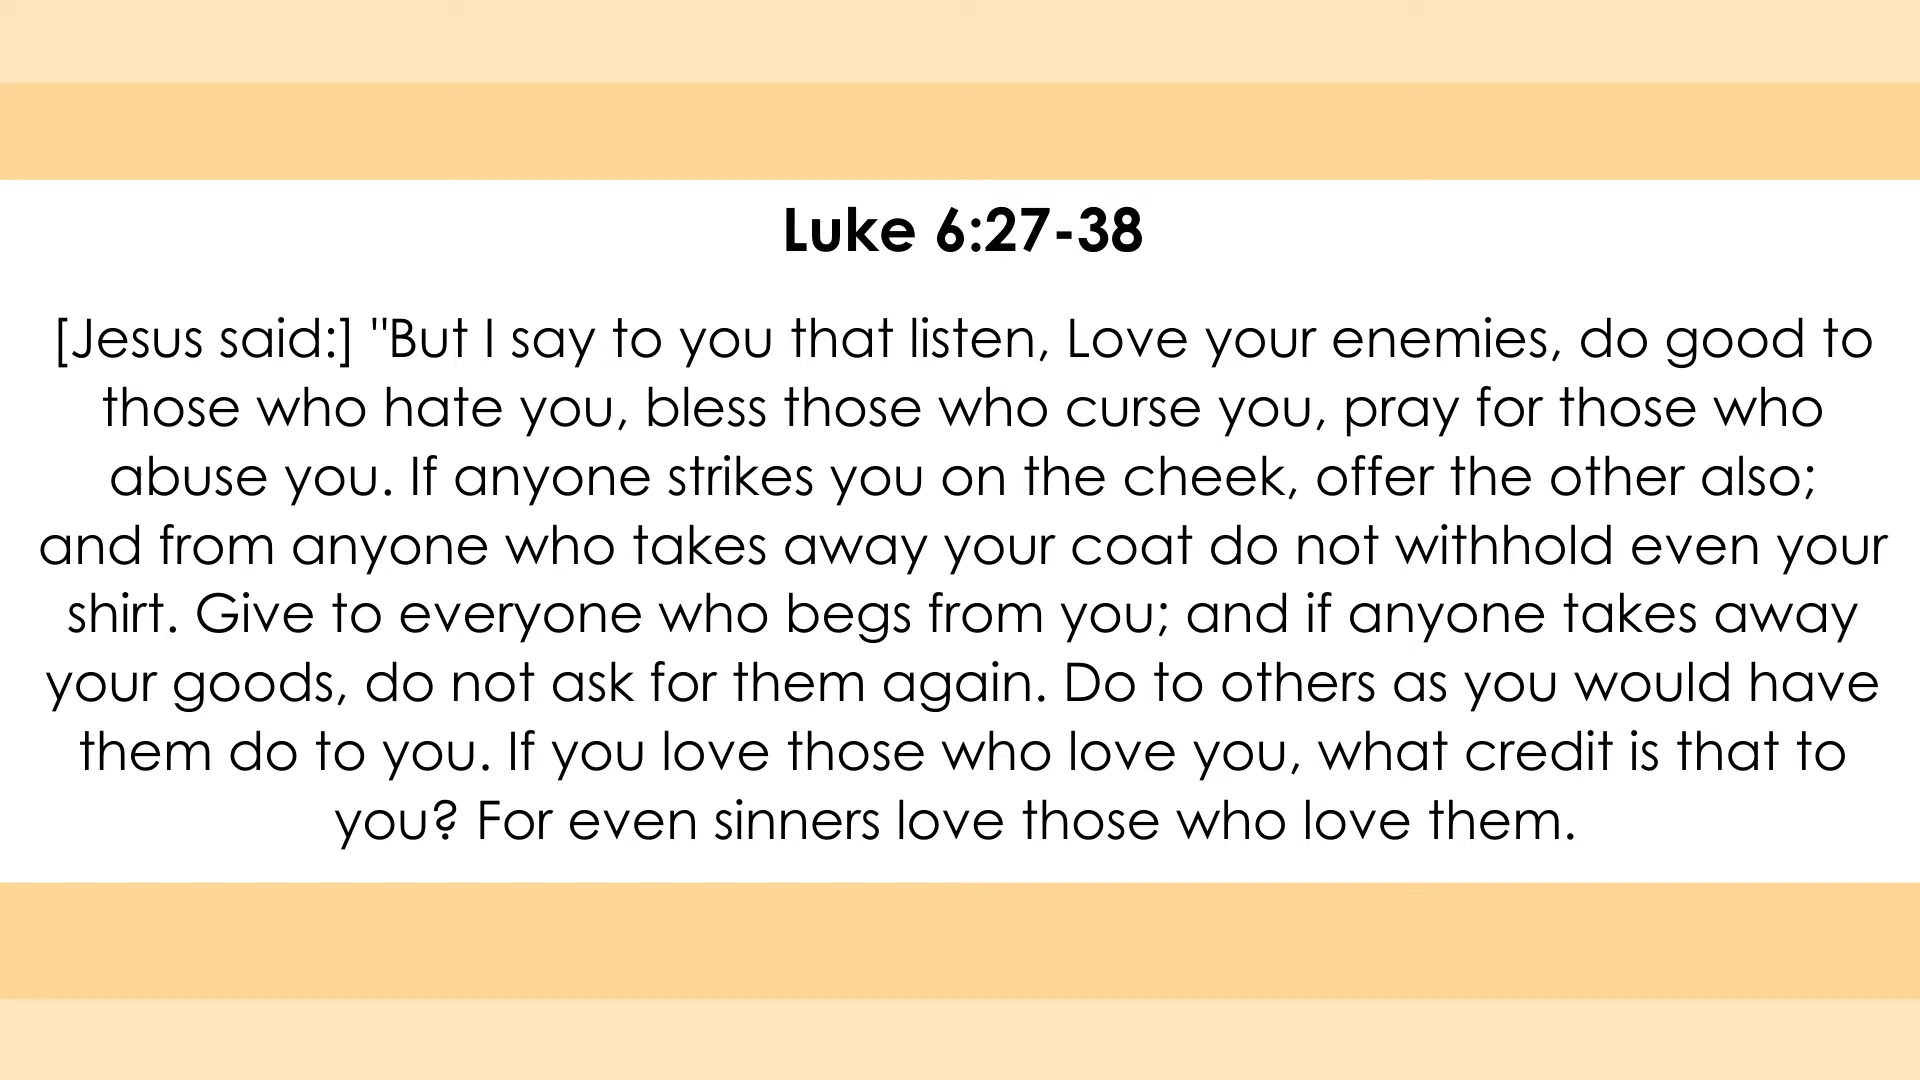 Luke 6:27-38
[Jesus said:] "But I say to you that listen, Love your enemies, do good to
those who hate you, bless those who curse you, pray for those who
abuse you. If anyone strikes you on the cheek, offer the other also;
and from anyone who takes away your coat do not withhold even your
shirt. Give to everyone who begs from you; and if anyone takes away
your goods, do not ask for them again. Do to others as you would have
them do to you. If you love those who love you, what credit is that to
you? For even sinners love those who love them.